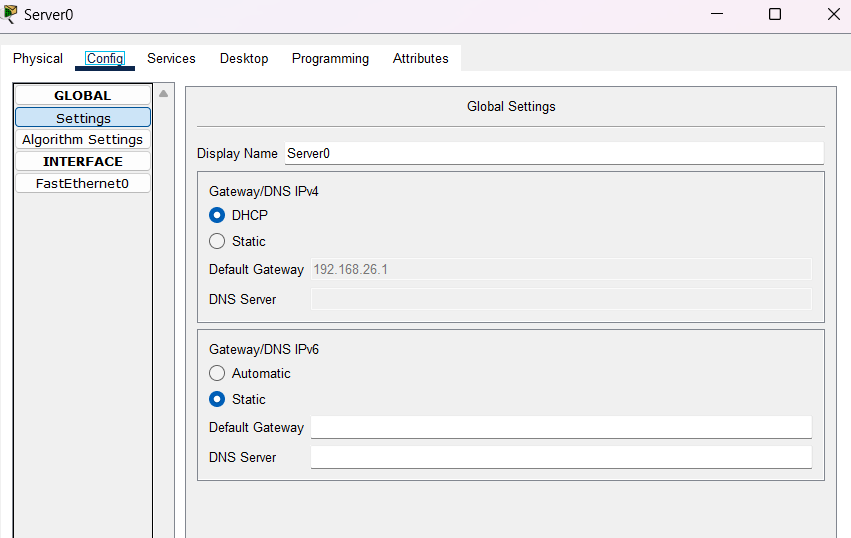 Server0
Physical Config Services Desktop Programming Attributes
GLOBAL
Settings
Algorithm Settings
INTERFACE
FastEthernet0
Global Settings
Display Name Server0
Gateway/DNS IPv4
DHCP
Static
Default Gateway 192.168.26.1
DNS Server
Gateway/DNS IPv6
Automatic
Static
Default Gateway
DNS Server